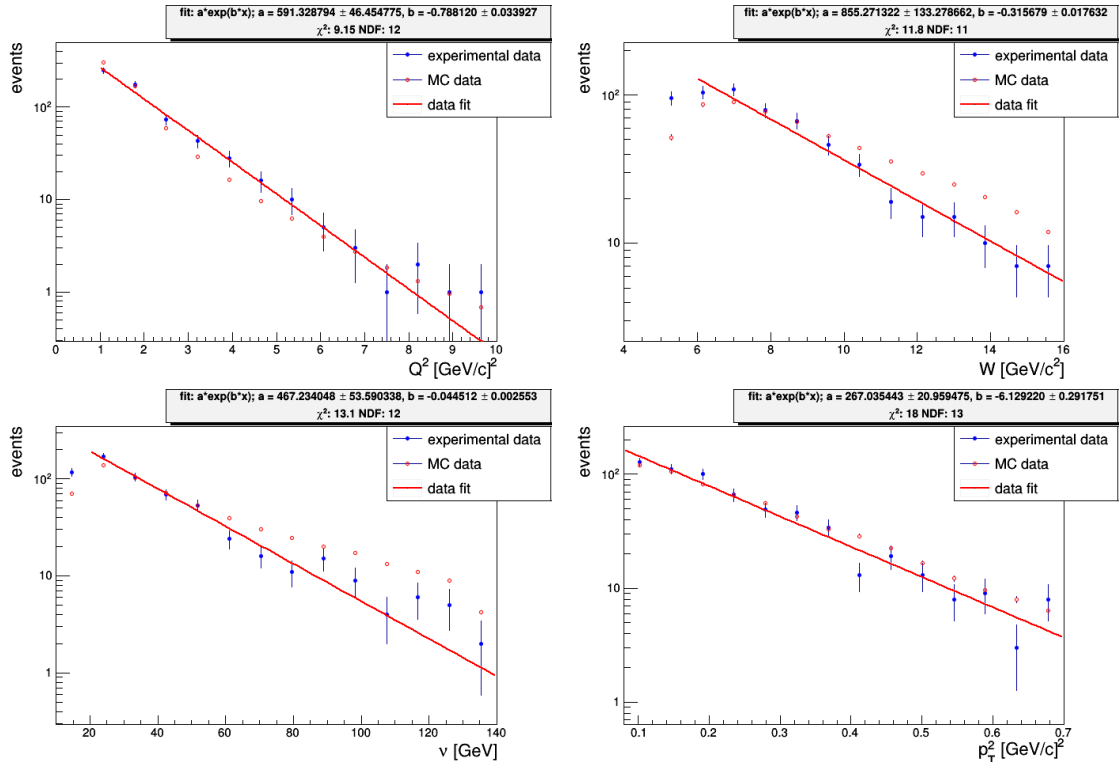 fit: a*exp(b*x); a = 591.328794 ± 46.454775, b = -0.788120 ± 0.033927
χ²: 9.15 NDF: 12
events
experimental data
MC data
data fit
10²
10
1
0 1 2 3 4 5 6 7 8 9 10
Q² [GeV/c]²
fit: a*exp(b*x); a = 855.271322 ± 133.278662, b = -0.315679 ± 0.017632
χ²: 11.8 NDF: 11
events
experimental data
MC data
data fit
10²
10
4 6 8 10 12 14 16
W [GeV/c²]
fit: a*exp(b*x); a = 467.234048 ± 53.590338, b = -0.044512 ± 0.002553
χ²: 13.1 NDF: 12
events
experimental data
MC data
data fit
10²
10
1
20 40 60 80 100 120 140
ν [GeV]
fit: a*exp(b*x); a = 267.035443 ± 20.959475, b = -6.129220 ± 0.291751
χ²: 18 NDF: 13
events
experimental data
MC data
data fit
10²
10
1
0.1 0.2 0.3 0.4 0.5 0.6 0.7
p_T² [GeV/c]²